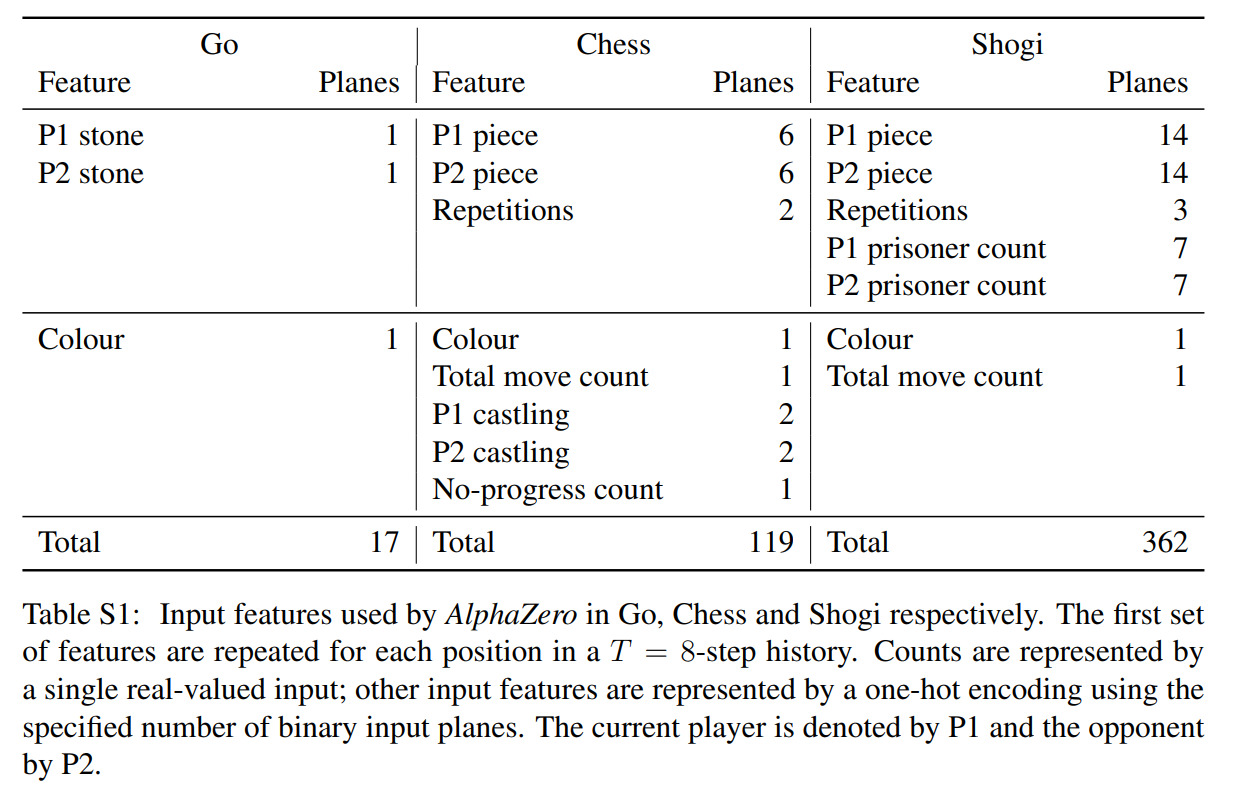 Go Chess Shogi
Feature Planes Feature Planes Feature Planes
P1 stone 1 P1 piece 6 P1 piece 14
P2 stone 1 P2 piece 6 P2 piece 14
Repetitions 2 Repetitions 3
P1 prisoner count 7
P2 prisoner count 7
Colour 1 Colour 1 Colour 1
Total move count 1 Total move count 1
P1 castling 2
P2 castling 2
No-progress count 1
Total 17 Total 119 Total 362
Table S1: Input features used by AlphaZero in Go, Chess and Shogi respectively. The first set
of features are repeated for each position in a T = 8-step history. Counts are represented by
a single real-valued input; other input features are represented by a one-hot encoding using the
specified number of binary input planes. The current player is denoted by P1 and the opponent
by P2.